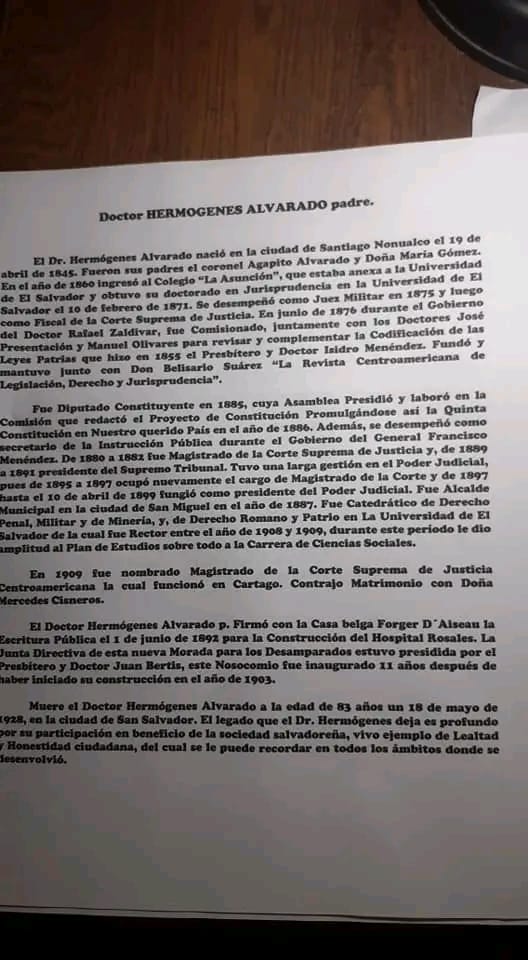 Doctor HERMOGENES ALVARADO padre.
El Dr. Hermógenes Alvarado nació en la ciudad de Santiago Nonualco el 19 de
abril de 1845. Fueron sus padres el coronel Agapito Alvarado y Doña María Gómez.
En el año de 1860 ingresó al Colegio “La Asunción”, que estaba anexa a la Universidad
de El Salvador y obtuvo su doctorado en Jurisprudencia en la Universidad de El
Salvador el 10 de febrero de 1871. Se desempeñó como Juez Militar en 1875 y luego
como Fiscal de la Corte Suprema de Justicia. En junio de 1876 durante el Gobierno
del Doctor Rafael Zaldivar, fue Comisionado, juntamente con los Doctores José
Presentación y Manuel Olivares para revisar y complementar la Codificación de las
Leyes Patrias que hizo en 1855 el Presbítero y Doctor Isidro Menéndez. Fundó y
mantuvo junto con Don Belisario Suárez “La Revista Centroamericana de
Legislación, Derecho y Jurisprudencia”.
Fue Diputado Constituyente en 1885, cuya Asamblea Presidió y laboró en la
Comisión que redactó el Proyecto de Constitución Promulgándose así la Quinta
Constitución en Nuestro querido País en el año de 1886. Además, se desempeñó como
secretario de la Instrucción Pública durante el Gobierno del General Francisco
Menéndez. De 1880 a 1881 fue Magistrado de la Corte Suprema de Justicia y, de 1889
a 1891 presidente del Supremo Tribunal. Tuvo una larga gestión en el Poder Judicial,
pues de 1895 a 1897 ocupó nuevamente el cargo de Magistrado de la Corte y de 1897
hasta el 10 de abril de 1899 fungió como presidente del Poder Judicial. Fue Alcalde
Municipal en la ciudad de San Miguel en el año de 1887. Fue Catedrático de Derecho
Penal, Militar y de Minería, y, de Derecho Romano y Patrio en La Universidad de El
Salvador de la cual fue Rector entre el año de 1908 y 1909, durante este periodo le dio
amplitud al Plan de Estudios sobre todo a la Carrera de Ciencias Sociales.
En 1909 fue nombrado Magistrado de la Corte Suprema de Justicia
Centroamericana la cual funcionó en Cartago. Contrajo Matrimonio con Doña
Mercedes Cisneros.
El Doctor Hermógenes Alvarado p. Firmó con la Casa belga Forger D´Aiseau la
Escritura Pública el 1 de junio de 1892 para la Construcción del Hospital Rosales. La
Junta Directiva de esta nueva Morada para los Desamparados estuvo presidida por el
Presbítero y Doctor Juan Bertis, este Nosocomio fue inaugurado 11 años después de
haber iniciado su construcción en el año de 1903.
Muere el Doctor Hermógenes Alvarado a la edad de 83 años un 18 de mayo de
1928, en la ciudad de San Salvador. El legado que el Dr. Hermógenes deja es profundo
por su participación en beneficio de la sociedad salvadoreña, vivo ejemplo de Lealtad
y Honestidad ciudadana, del cual se le puede recordar en todos los ámbitos donde se
desenvolvió.